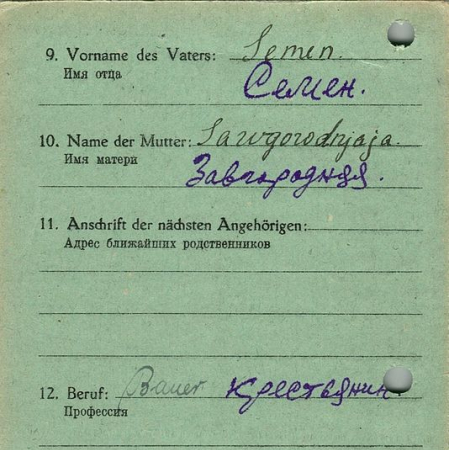 9. Vorname des Vaters: Semen.
Имя отца Семен.
10. Name der Mutter: Sawgorodnjaja.
Имя матери Завгородняя.
11. Anschrift der nächsten Angehörigen:
Адрес ближайших родственников
12. Beruf: Bauer крестьянин
Профессия